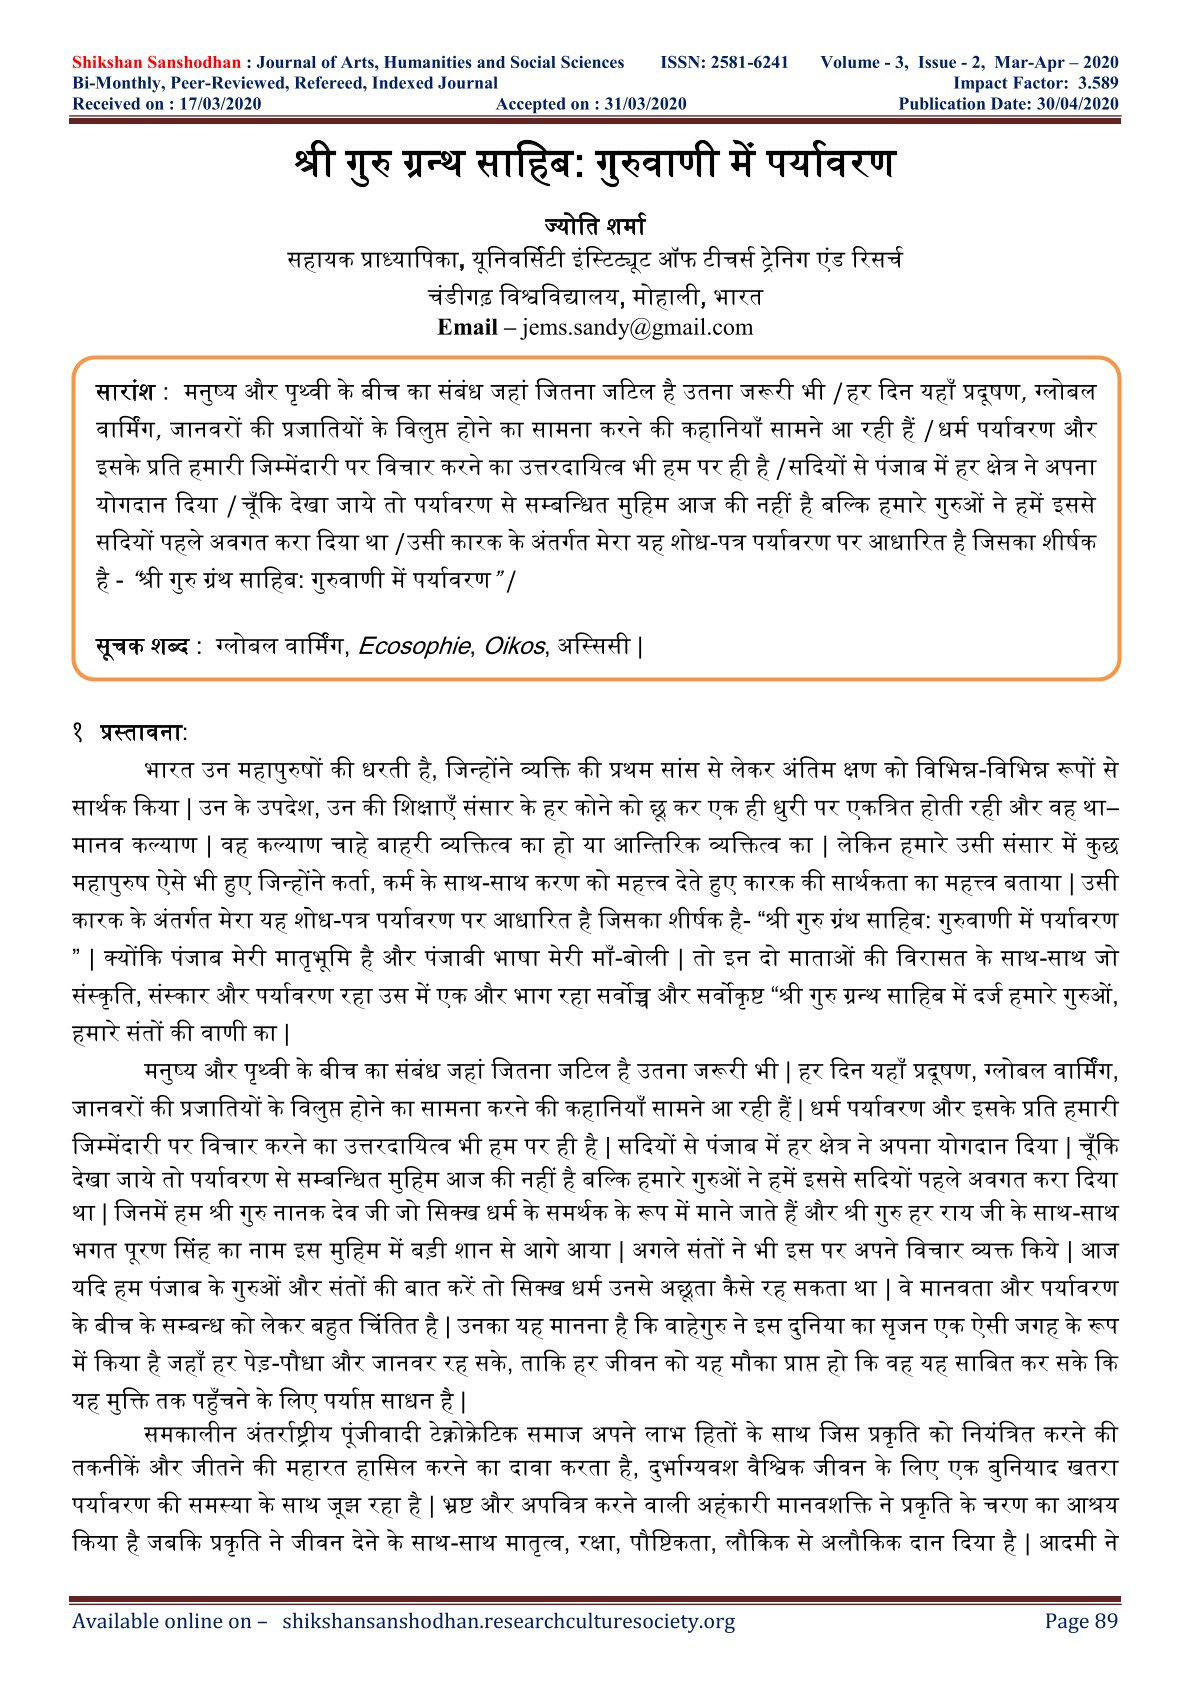 Shikshan Sanshodhan : Journal of Arts, Humanities and Social Sciences ISSN: 2581-6241 Volume - 3, Issue - 2, Mar-Apr – 2020
Bi-Monthly, Peer-Reviewed, Refereed, Indexed Journal Impact Factor: 3.589
Received on : 17/03/2020 Accepted on : 31/03/2020 Publication Date: 30/04/2020
श्री गुरु ग्रन्थ साहिब: गुरुवाणी में पर्यावरण
ज्योति शर्मा
सहायक प्राध्यापिका, यूनिवर्सिटी इंस्टिट्यूट ऑफ टीचर्स ट्रेनिग एंड रिसर्च
चंडीगढ़ विश्वविद्यालय, मोहाली, भारत
Email – jems.sandy@gmail.com
सारांश : मनुष्य और पृथ्वी के बीच का संबंध जहां जितना जटिल है उतना जरूरी भी /हर दिन यहाँ प्रदूषण, ग्लोबल
वार्मिंग, जानवरों की प्रजातियों के विलुप्त होने का सामना करने की कहानियाँ सामने आ रही हैं /धर्म पर्यावरण और
इसके प्रति हमारी जिम्मेंदारी पर विचार करने का उत्तरदायित्व भी हम पर ही है /सदियों से पंजाब में हर क्षेत्र ने अपना
योगदान दिया /चूँकि देखा जाये तो पर्यावरण से सम्बन्धित मुहिम आज की नहीं है बल्कि हमारे गुरुओं ने हमें इससे
सदियों पहले अवगत करा दिया था /उसी कारक के अंतर्गत मेरा यह शोध-पत्र पर्यावरण पर आधारित है जिसका शीर्षक
है - “श्री गुरु ग्रंथ साहिब: गुरुवाणी में पर्यावरण”/
सूचक शब्द : ग्लोबल वार्मिंग, Ecosophie, Oikos, अस्सिसी |
१ प्रस्तावना:
भारत उन महापुरुषों की धरती है, जिन्होंने व्यक्ति की प्रथम सांस से लेकर अंतिम क्षण को विभिन्न-विभिन्न रूपों से
सार्थक किया | उन के उपदेश, उन की शिक्षाएँ संसार के हर कोने को छू कर एक ही धुरी पर एकत्रित होती रही और वह था–
मानव कल्याण | वह कल्याण चाहे बाहरी व्यक्तित्व का हो या आन्तिरिक व्यक्तित्व का | लेकिन हमारे उसी संसार में कुछ
महापुरुष ऐसे भी हुए जिन्होंने कर्ता, कर्म के साथ-साथ करण को महत्त्व देते हुए कारक की सार्थकता का महत्त्व बताया | उसी
कारक के अंतर्गत मेरा यह शोध-पत्र पर्यावरण पर आधारित है जिसका शीर्षक है- “श्री गुरु ग्रंथ साहिब: गुरुवाणी में पर्यावरण
” | क्योंकि पंजाब मेरी मातृभूमि है और पंजाबी भाषा मेरी माँ-बोली | तो इन दो माताओं की विरासत के साथ-साथ जो
संस्कृति, संस्कार और पर्यावरण रहा उस में एक और भाग रहा सर्वोच्च और सर्वोकृष्ट “श्री गुरु ग्रन्थ साहिब में दर्ज हमारे गुरुओं,
हमारे संतों की वाणी का |
मनुष्य और पृथ्वी के बीच का संबंध जहां जितना जटिल है उतना जरूरी भी | हर दिन यहाँ प्रदूषण, ग्लोबल वार्मिंग,
जानवरों की प्रजातियों के विलुप्त होने का सामना करने की कहानियाँ सामने आ रही हैं | धर्म पर्यावरण और इसके प्रति हमारी
जिम्मेंदारी पर विचार करने का उत्तरदायित्व भी हम पर ही है | सदियों से पंजाब में हर क्षेत्र ने अपना योगदान दिया | चूँकि
देखा जाये तो पर्यावरण से सम्बन्धित मुहिम आज की नहीं है बल्कि हमारे गुरुओं ने हमें इससे सदियों पहले अवगत करा दिया
था | जिनमें हम श्री गुरु नानक देव जी जो सिक्ख धर्म के समर्थक के रूप में माने जाते हैं और श्री गुरु हर राय जी के साथ-साथ
भगत पूरण सिंह का नाम इस मुहिम में बड़ी शान से आगे आया | अगले संतों ने भी इस पर अपने विचार व्यक्त किये | आज
यदि हम पंजाब के गुरुओं और संतों की बात करें तो सिक्ख धर्म उनसे अछूता कैसे रह सकता था | वे मानवता और पर्यावरण
के बीच के सम्बन्ध को लेकर बहुत चिंतित है | उनका यह मानना है कि वाहेगुरु ने इस दुनिया का सृजन एक ऐसी जगह के रूप
में किया है जहाँ हर पेड़-पौधा और जानवर रह सके, ताकि हर जीवन को यह मौका प्राप्त हो कि वह यह साबित कर सके कि
यह मुक्ति तक पहुँचने के लिए पर्याप्त साधन है |
समकालीन अंतर्राष्ट्रीय पूंजीवादी टेक्नोक्रेटिक समाज अपने लाभ हितों के साथ जिस प्रकृति को नियंत्रित करने की
तकनीकें और जीतने की महारत हासिल करने का दावा करता है, दुर्भाग्यवश वैश्विक जीवन के लिए एक बुनियाद खतरा
पर्यावरण की समस्या के साथ जूझ रहा है | भ्रष्ट और अपवित्र करने वाली अहंकारी मानवशक्ति ने प्रकृति के चरण का आश्रय
किया है जबकि प्रकृति ने जीवन देने के साथ-साथ मातृत्व, रक्षा, पौष्टिकता, लौकिक से अलौकिक दान दिया है | आदमी ने
Available online on – shikshansanshodhan.researchculturesociety.org Page 89